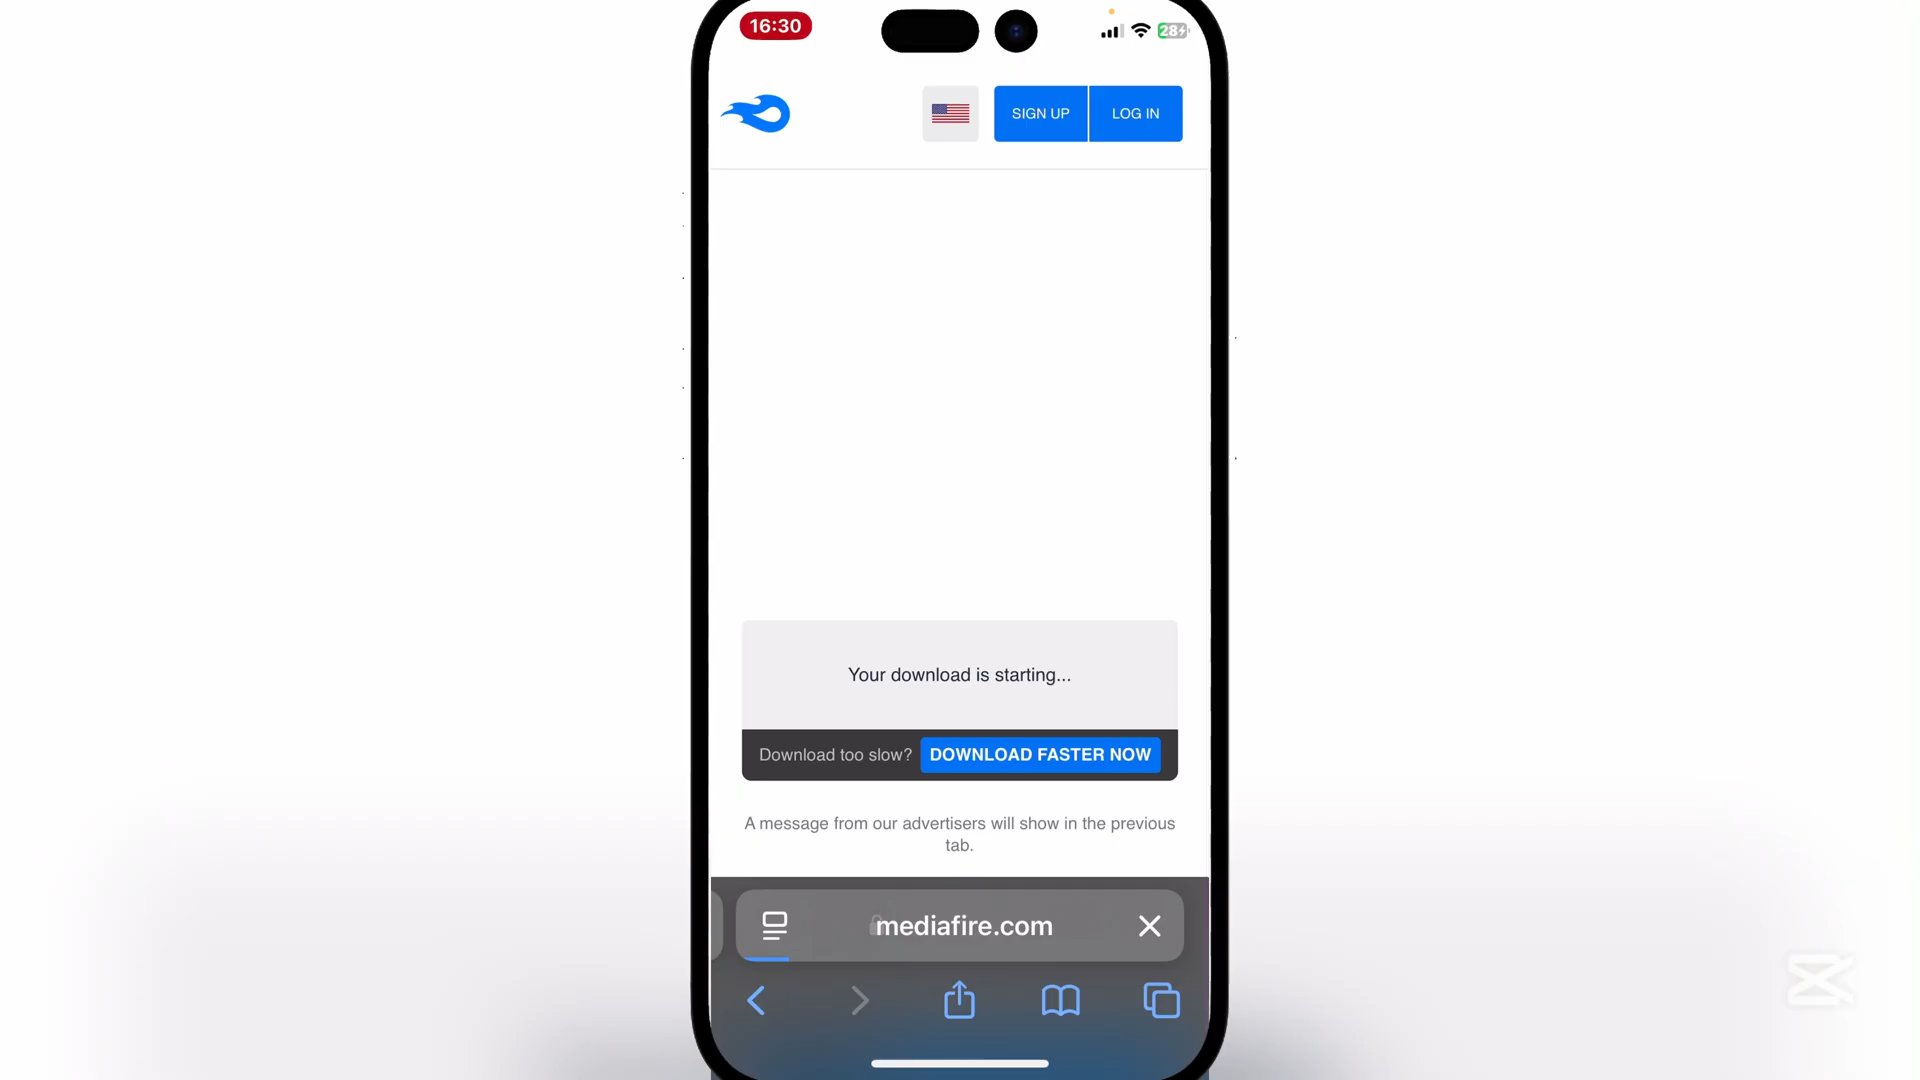 16:30
28
SIGN UP
LOG IN
Your download is starting...
Download too slow?
DOWNLOAD FASTER NOW
A message from our advertisers will show in the previous
tab.
mediafire.com